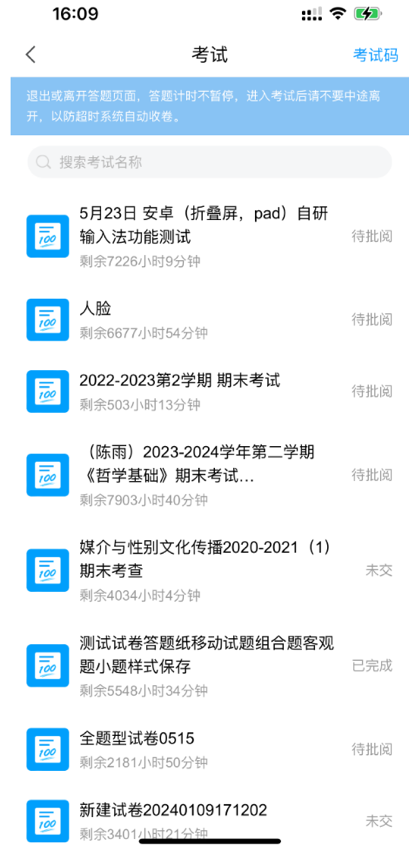 16:09
考试
考试码
退出或离开答题页面，答题计时不暂停，进入考试后请不要中途离
开，以防超时系统自动收卷。
搜索考试名称
5月23日 安卓（折叠屏，pad）自研
输入法功能测试
待批阅
剩余7226小时9分钟
人脸
待批阅
剩余6677小时54分钟
2022-2023第2学期 期末考试
待批阅
剩余503小时13分钟
（陈雨）2023-2024学年第二学期
《哲学基础》期末考试...
待批阅
剩余7903小时40分钟
媒介与性别文化传播2020-2021（1）
期末考查
未交
剩余4034小时4分钟
测试试卷答题纸移动试题组合题客观
题小题样式保存
已完成
剩余5548小时34分钟
全题型试卷0515
待批阅
剩余2181小时50分钟
新建试卷20240109171202
未交
剩余3401小时21分钟